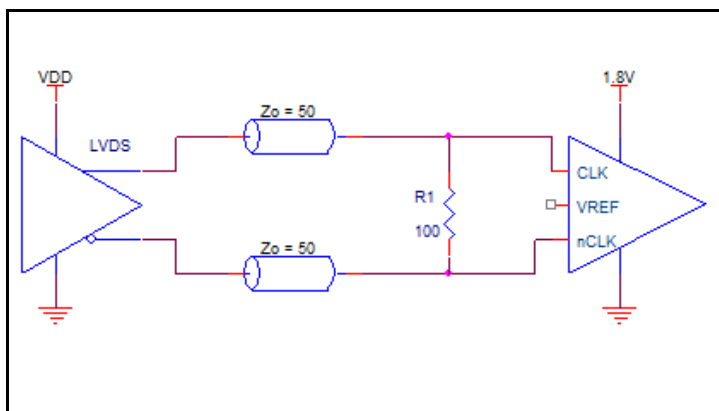 VDD
1.8V
Zo = 50
LVDS
CLK
R1
VREF
100
nCLK
Zo = 50